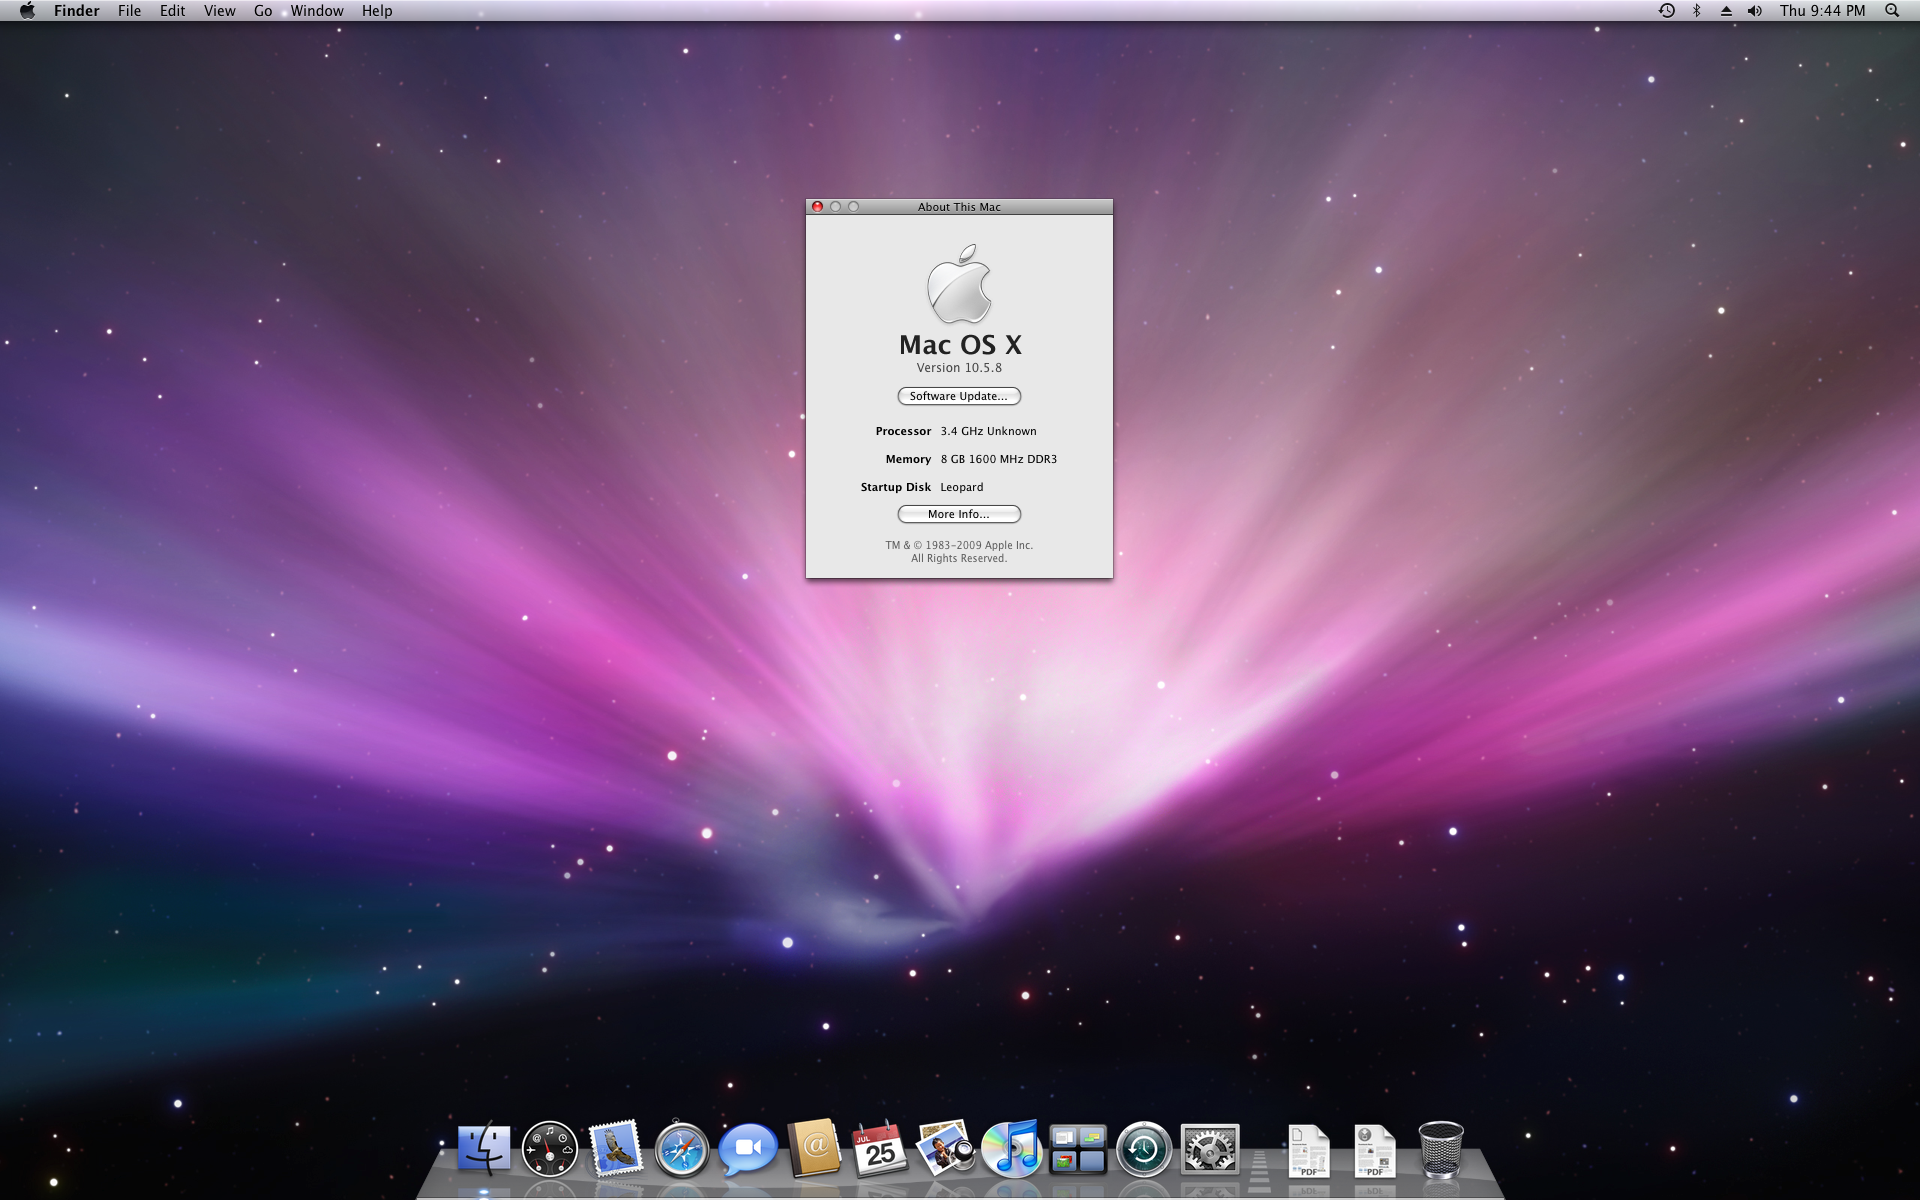 Finder File Edit View Go Window Help
Thu 9:44 PM
About This Mac
Mac OS X
Version 10.5.8
Software Update...
Processor 3.4 GHz Unknown
Memory 8 GB 1600 MHz DDR3
Startup Disk Leopard
More Info...
TM & © 1983-2009 Apple Inc.
All Rights Reserved.
@
JUL
25
PDF
PDF